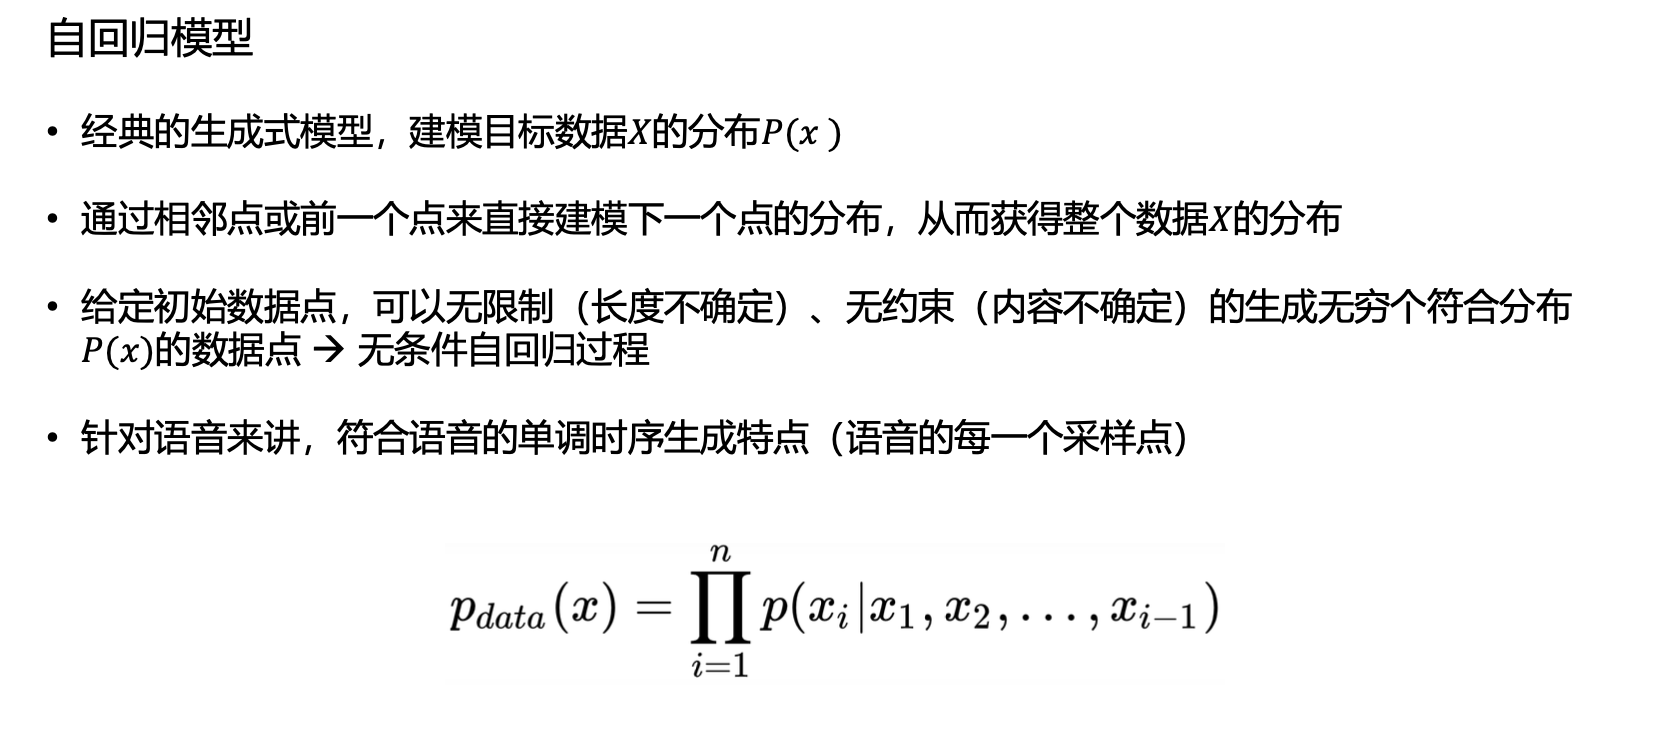 自回归模型
• 经典的生成式模型，建模目标数据X的分布P(x )
• 通过相邻点或前一个点来直接建模下一个点的分布，从而获得整个数据X的分布
• 给定初始数据点，可以无限制（长度不确定）、无约束（内容不确定）的生成无穷个符合分布
P(x)的数据点 → 无条件自回归过程
• 针对语音来讲，符合语音的单调时序生成特点（语音的每一个采样点）
p_{data}(x) = \prod_{i=1}^{n} p(x_i|x_1, x_2, . . . , x_{i-1})